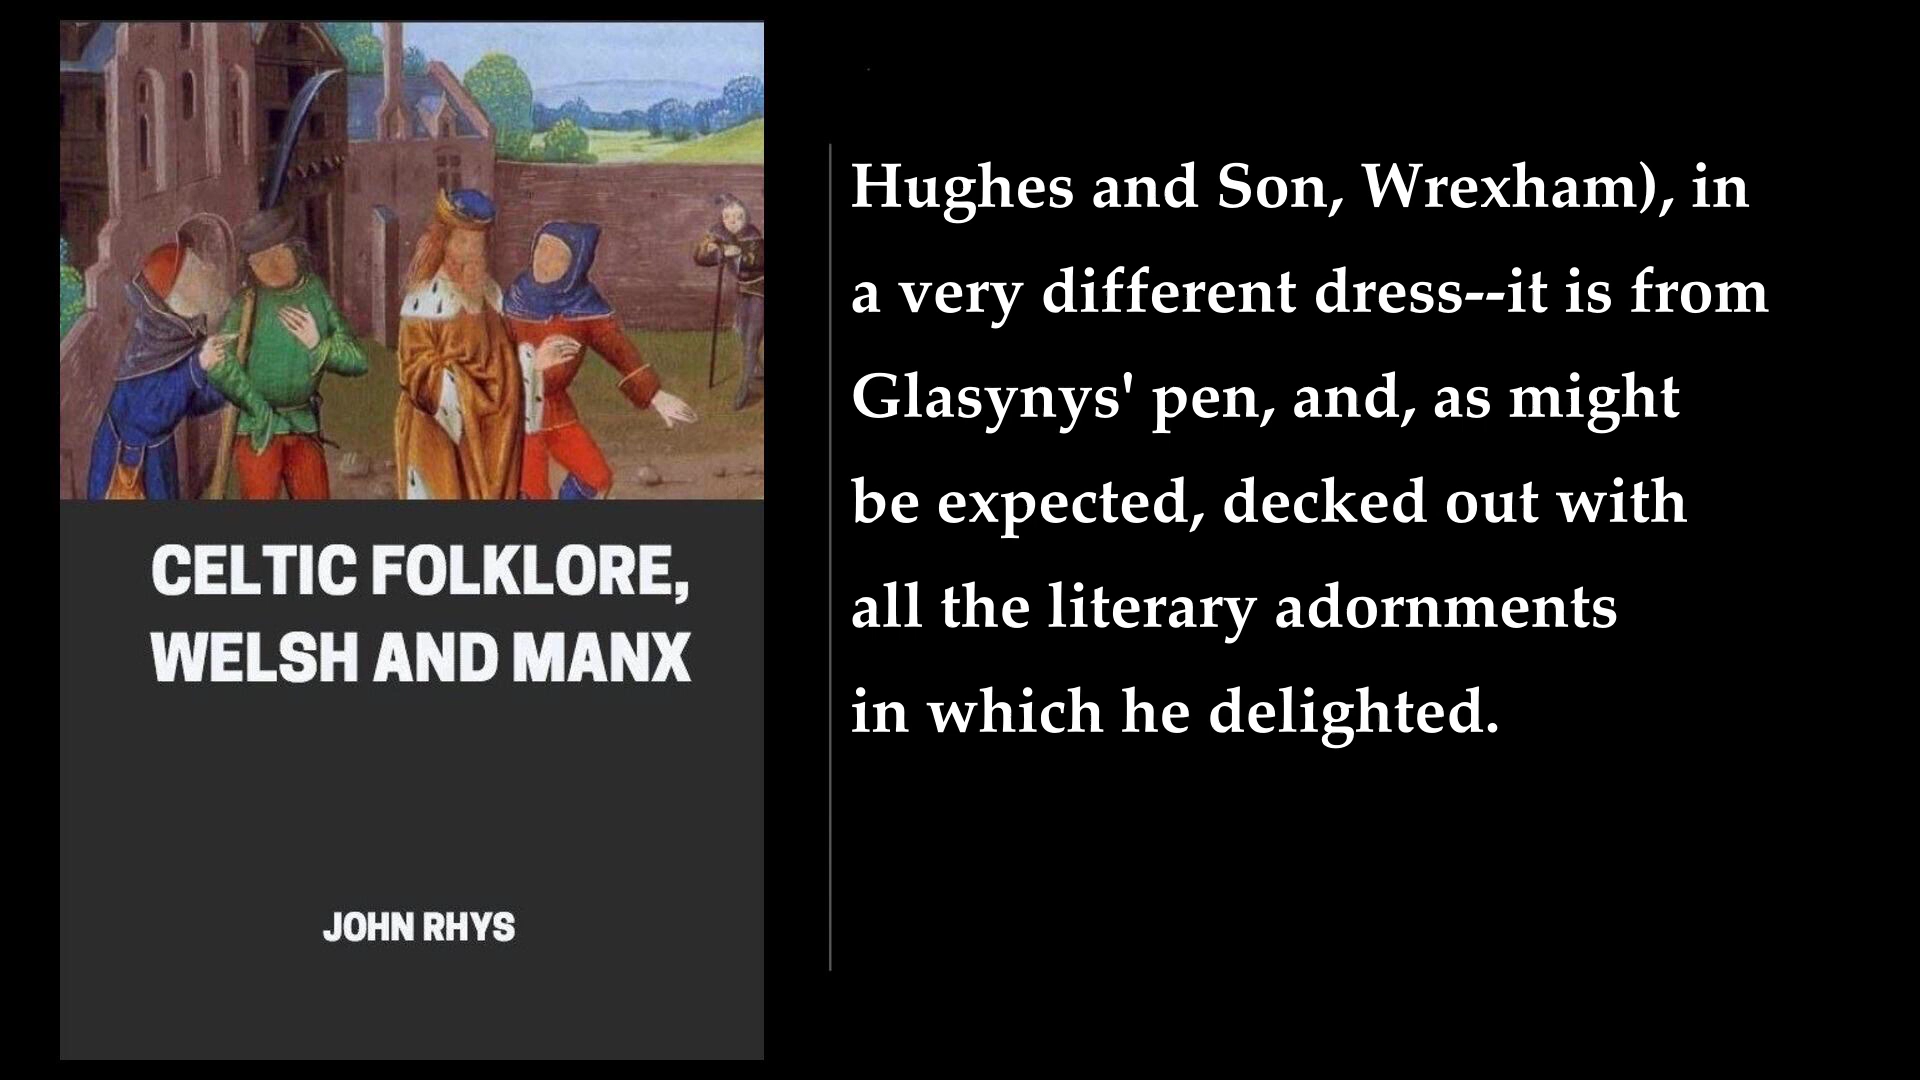 CELTIC FOLKLORE,
WELSH AND MANX
JOHN RHYS
Hughes and Son, Wrexham), in
a very different dress--it is from
Glasynys' pen, and, as might
be expected, decked out with
all the literary adornments
in which he delighted.